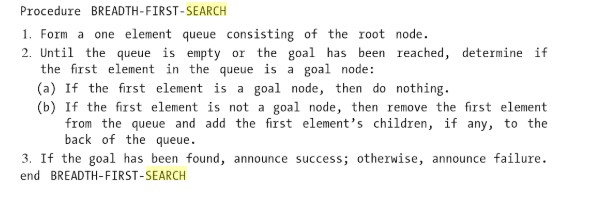 Procedure BREADTH-FIRST-SEARCH
1. Form a one element queue consisting of the root node.
2. Until the queue is empty or the goal has been reached, determine if
the first element in the queue is a goal node:
(a) If the first element is a goal node, then do nothing.
(b) If the first element is not a goal node, then remove the first element
from the queue and add the first element's children, if any, to the
back of the queue.
3. If the goal has been found, announce success; otherwise, announce failure.
end BREADTH-FIRST-SEARCH